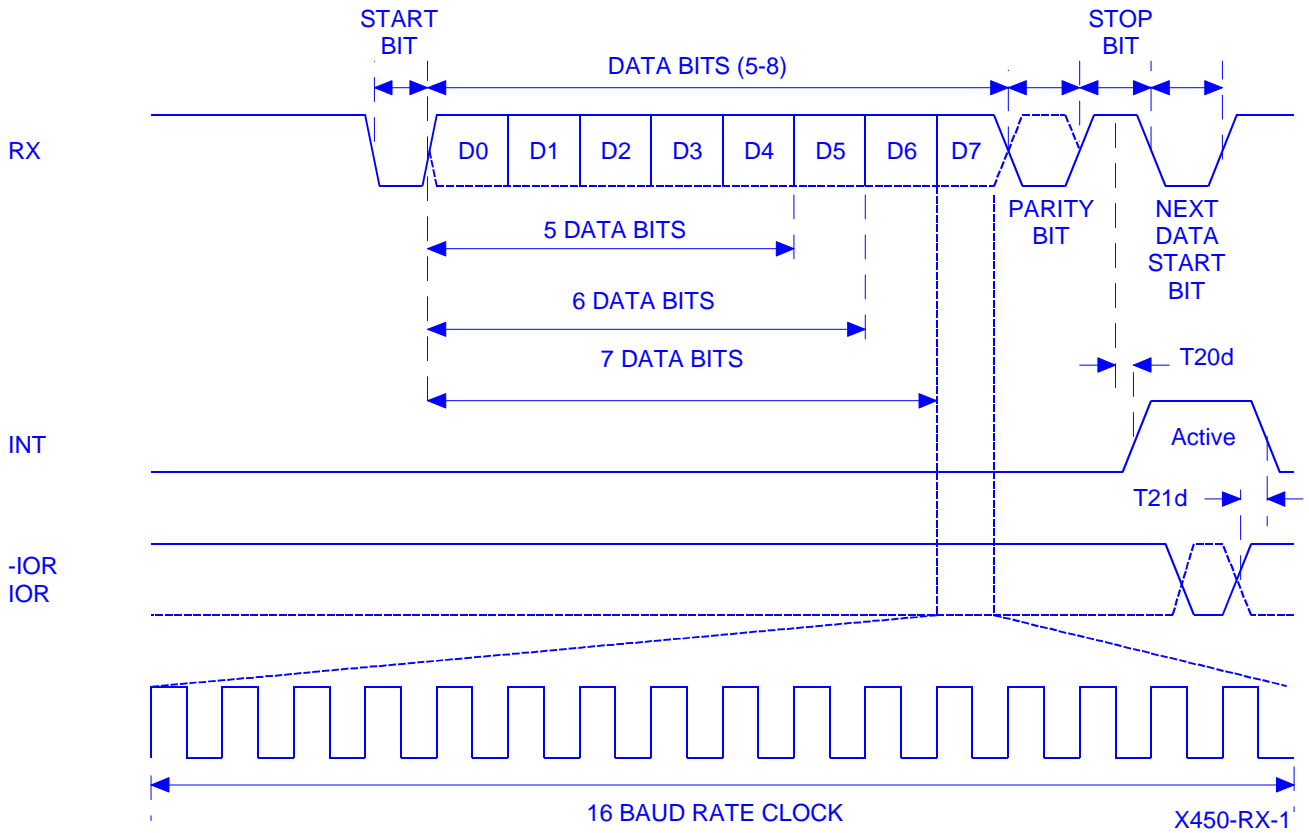 START
BIT
STOP
BIT
DATA BITS (5-8)
RX
D0 D1 D2 D3 D4 D5 D6 D7
PARITY
BIT
NEXT
DATA
START
BIT
5 DATA BITS
6 DATA BITS
7 DATA BITS
T20d
INT
Active
T21d
-IOR
IOR
16 BAUD RATE CLOCK
X450-RX-1